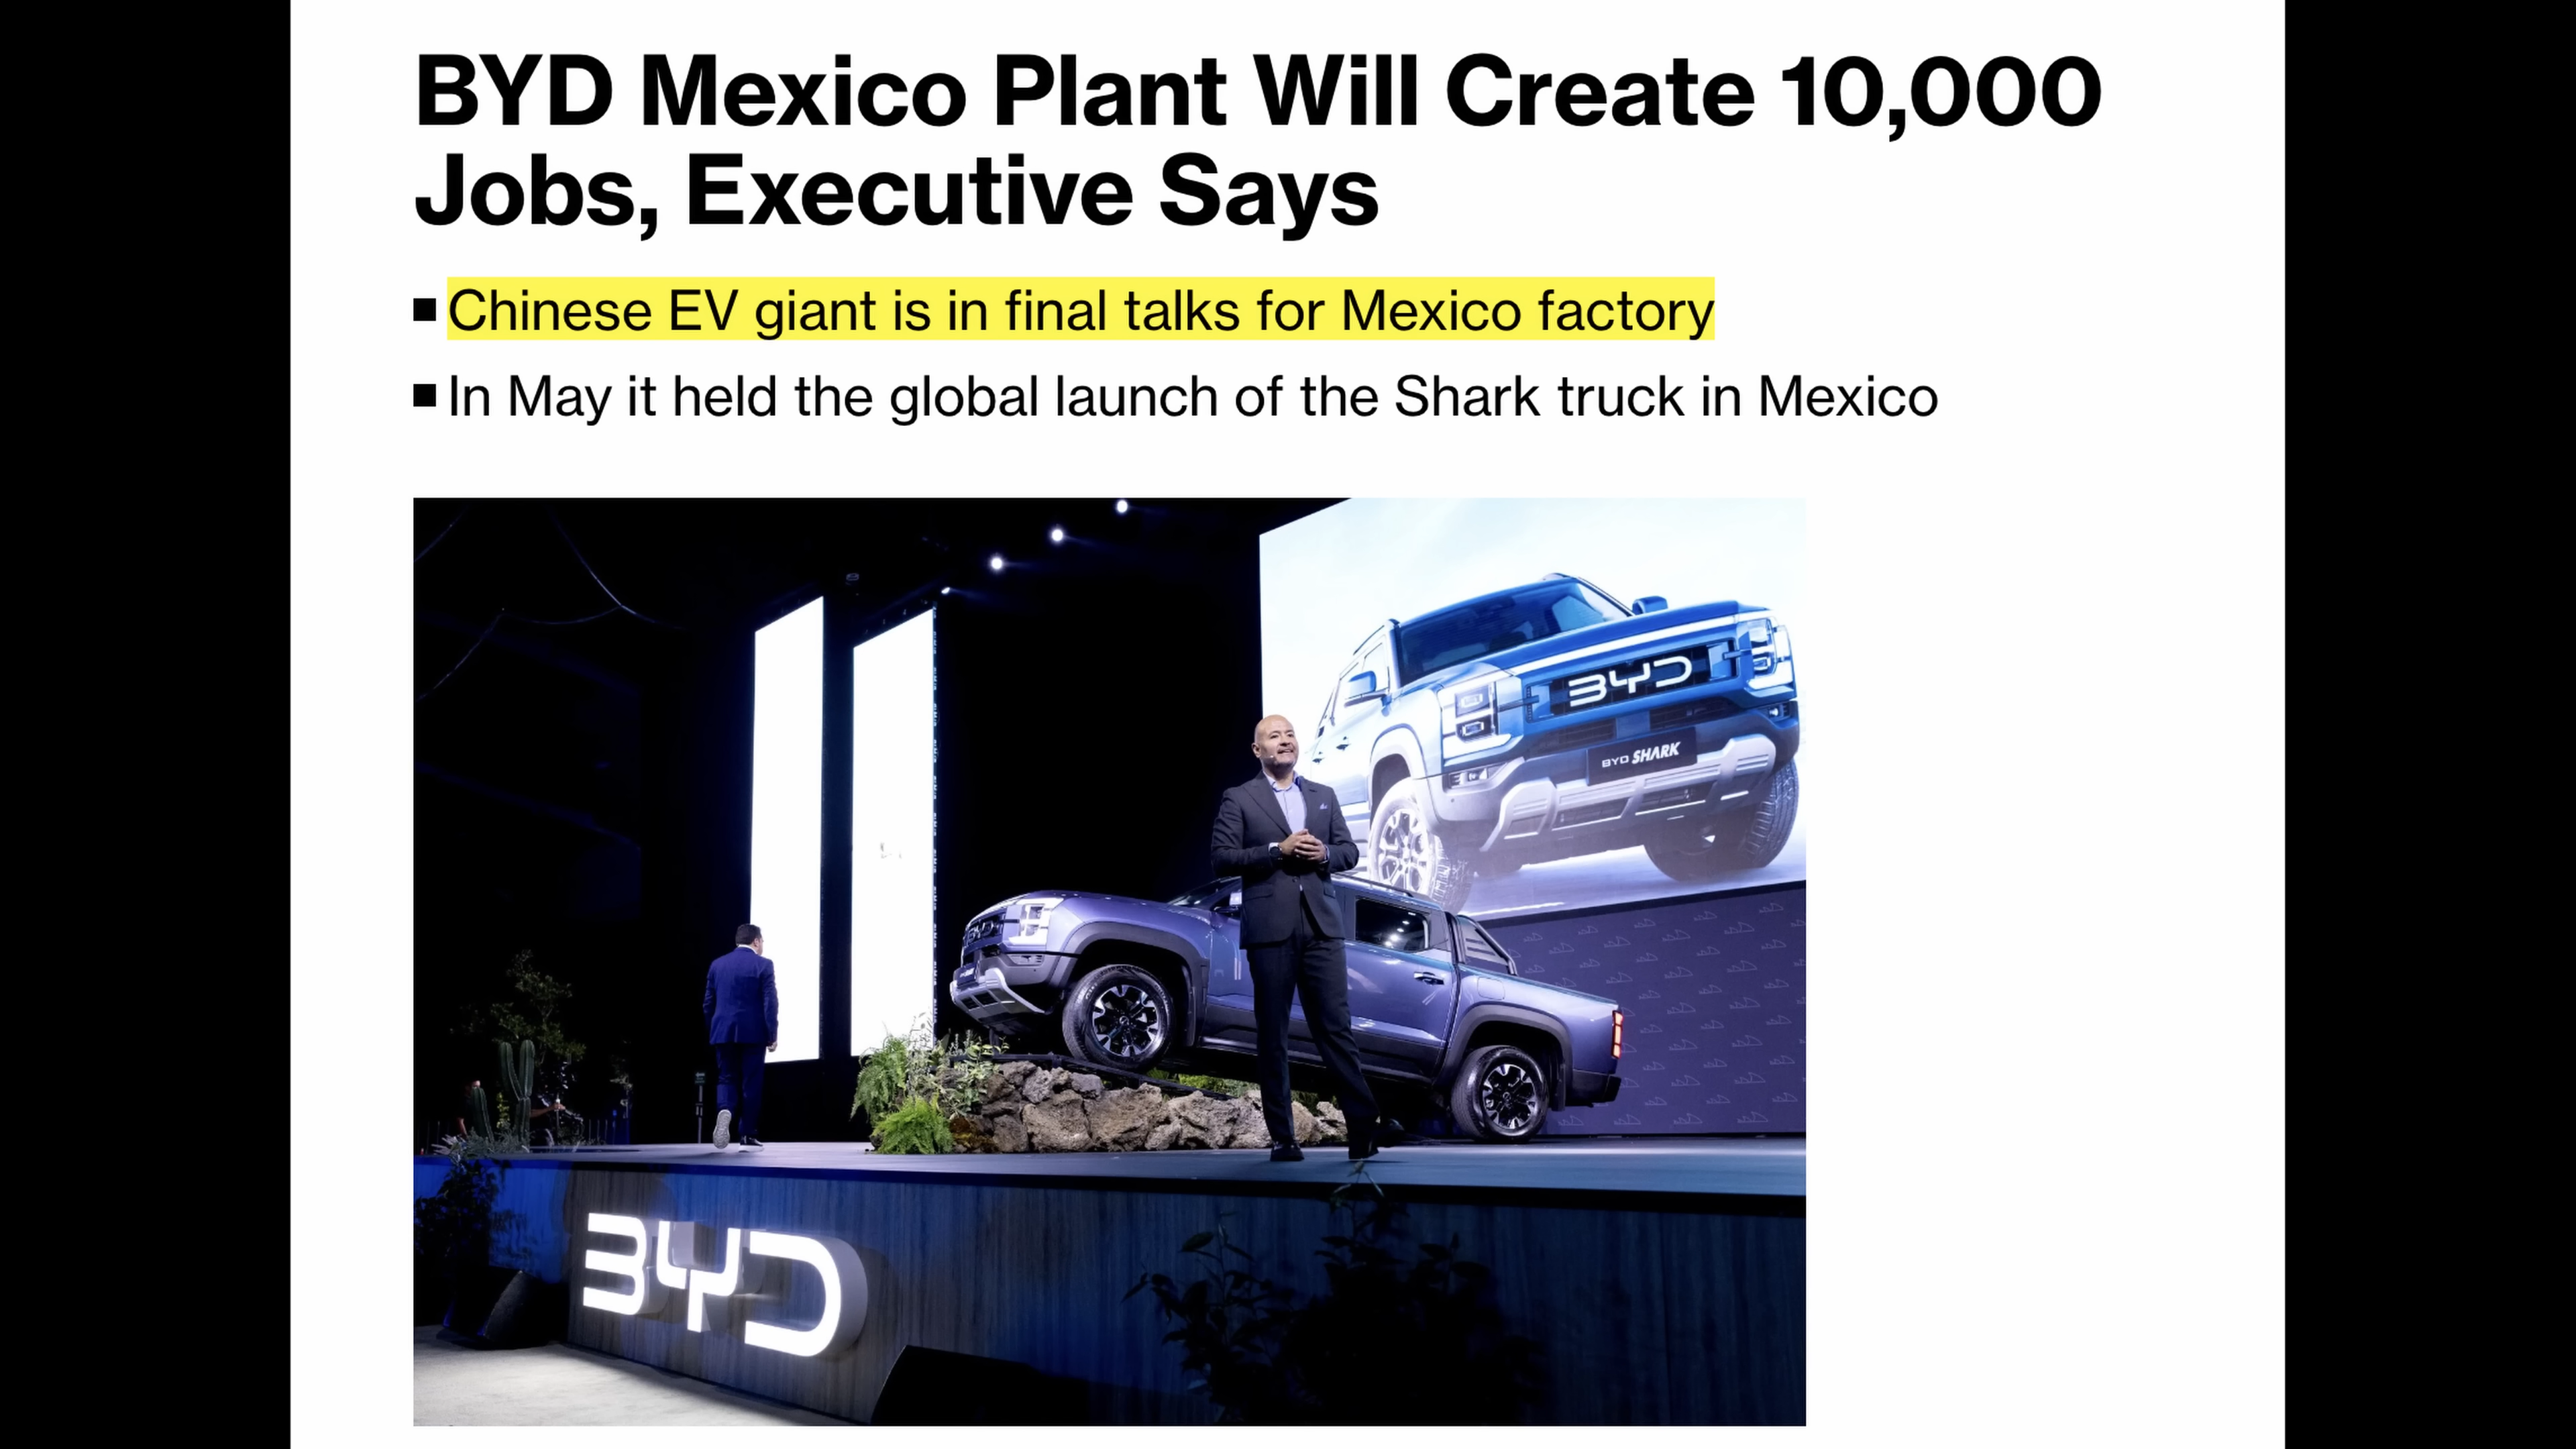 BYD Mexico Plant Will Create 10,000
Jobs, Executive Says
Chinese EV giant is in final talks for Mexico factory
In May it held the global launch of the Shark truck in Mexico
BYD
BYD SHARK
BYD
BYD